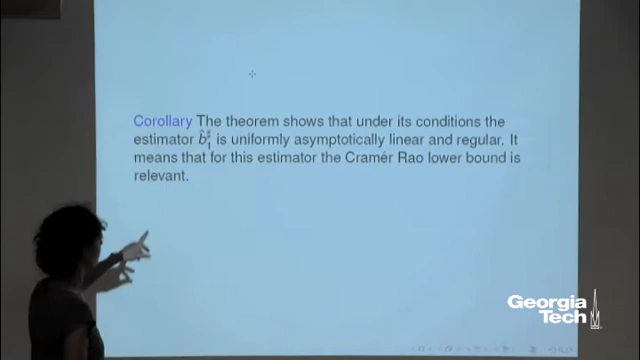 Corollary The theorem shows that under its conditions the
estimator b̂₁♯ is uniformly asymptotically linear and regular. It
means that for this estimator the Cramér Rao lower bound is
relevant.
Georgia
Tech